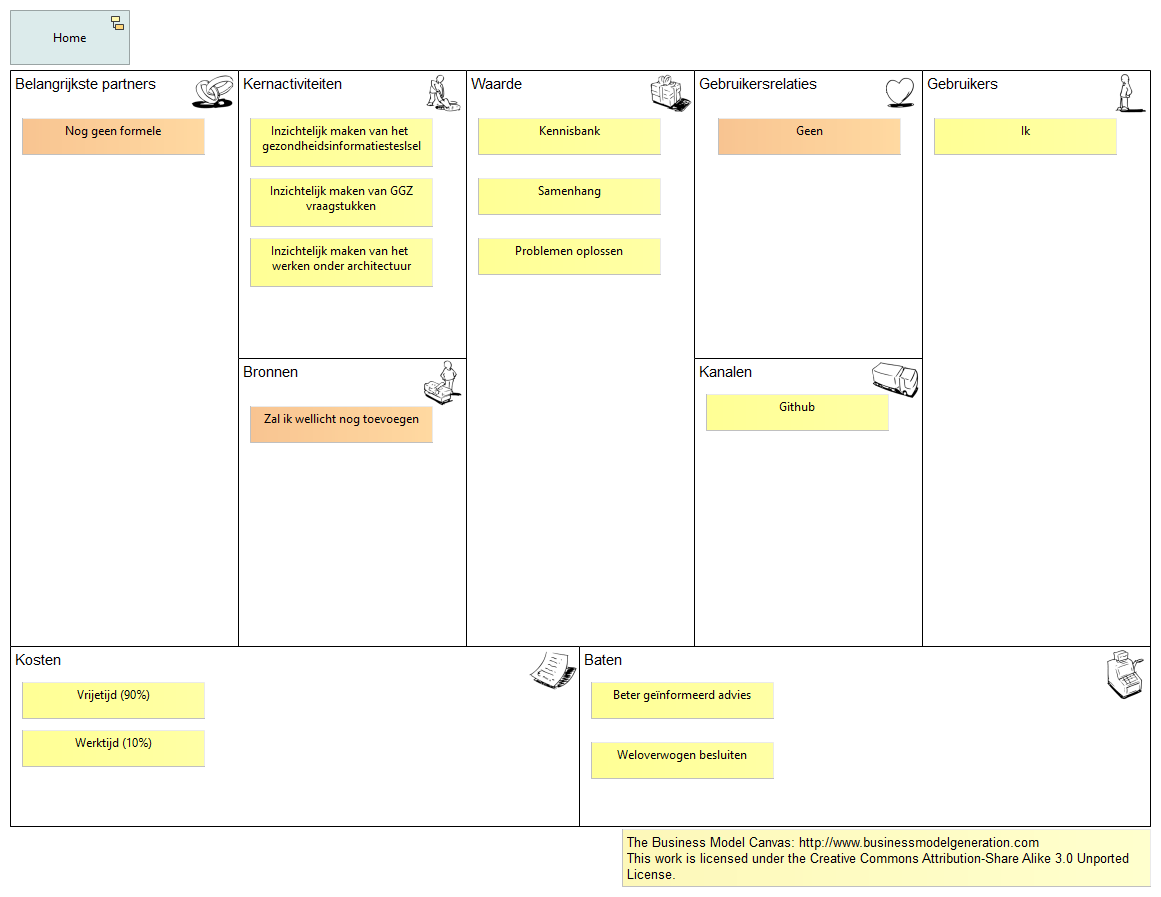 Home
Belangrijkste partners
Nog geen formele
Kernactiviteiten
Inzichtelijk maken van het
gezondheidsinformatiesteslsel
Inzichtelijk maken van GGZ
vraagstukken
Inzichtelijk maken van het
werken onder architectuur
Bronnen
Zal ik wellicht nog toevoegen
Waarde
Kennisbank
Samenhang
Problemen oplossen
Gebruikersrelaties
Geen
Kanalen
Github
Gebruikers
Ik
Kosten
Vrijetijd (90%)
Werktijd (10%)
Baten
Beter geïnformeerd advies
Weloverwogen besluiten
The Business Model Canvas: http://www.businessmodelgeneration.com
This work is licensed under the Creative Commons Attribution-Share Alike 3.0 Unported
License.